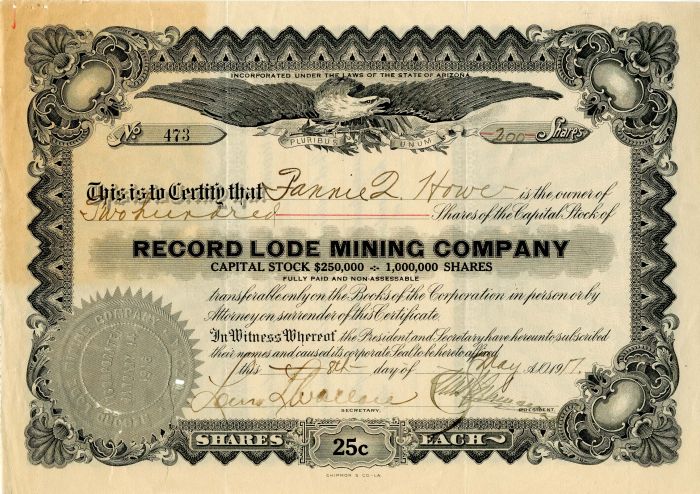 INCORPORATED UNDER THE LAWS OF THE STATE OF ARIZONA
No 473
PLURIBUS UNUM
200 Shares
This is to Certify that Fannie Q. Howe is the owner of
Two hundred Shares of the Capital Stock of
RECORD LODE MINING COMPANY
CAPITAL STOCK $250,000 -:- 1,000,000 SHARES
FULLY PAID AND NON-ASSESSABLE
transferable only on the Books of the Corporation in person or by
Attorney on surrender of this Certificate.
In Witness Whereof the President and Secretary have hereunto subscribed
their names and caused its corporate Seal to be hereto affixed
this 8th day of May A.D. 1917.
Wallace
SECRETARY.
PRESIDENT.
SHARES 25c EACH
SHIPMOR S CO-LA.